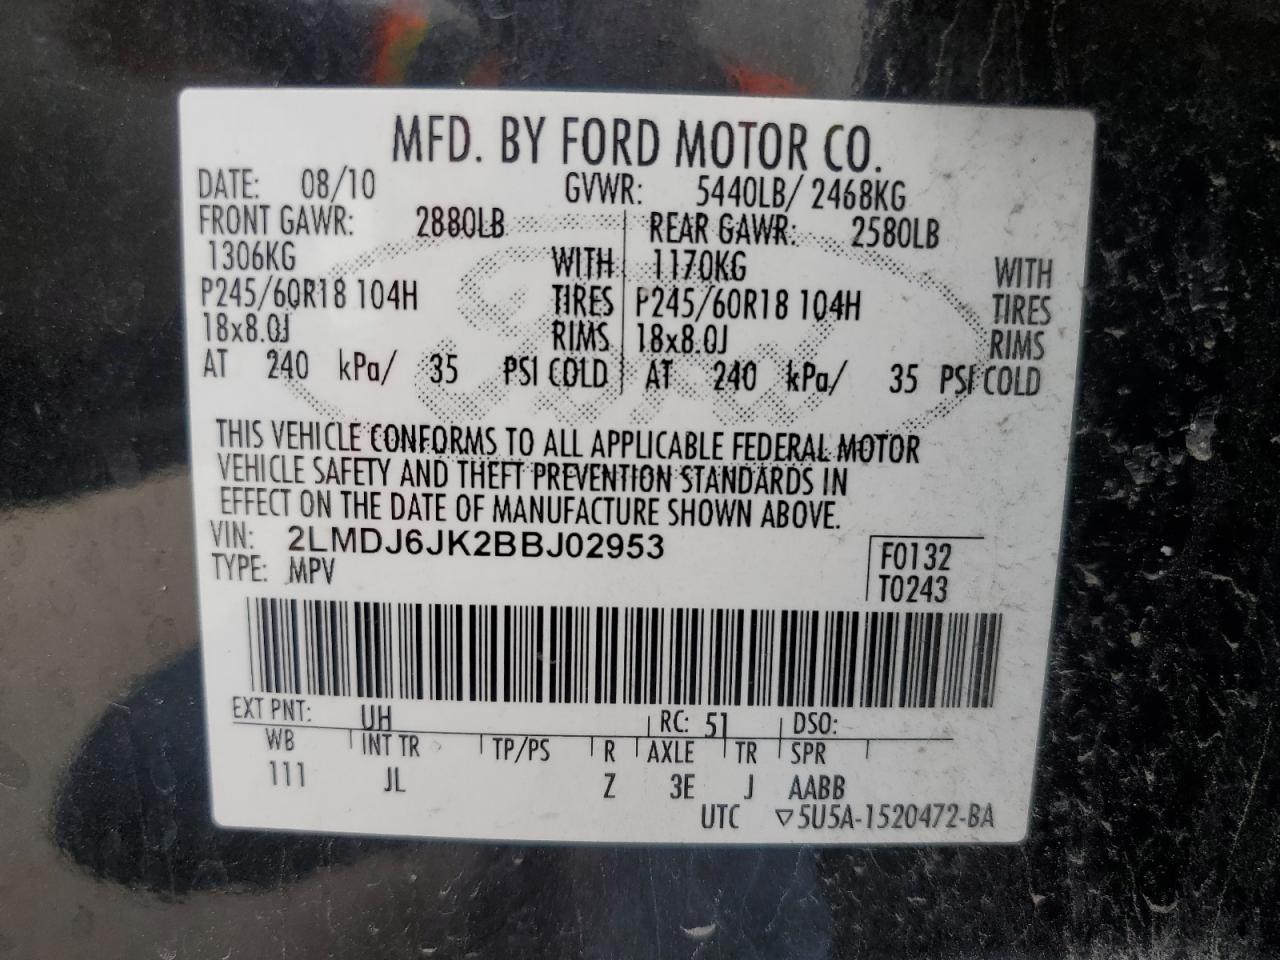 MFD. BY FORD MOTOR CO.
DATE: 08/10 GVWR: 5440LB/ 2468KG
FRONT GAWR: 2880LB REAR GAWR: 2580LB
1306KG WITH 1170KG WITH
P245/60R18 104H TIRES P245/60R18 104H TIRES
18x8.0J RIMS 18x8.0J RIMS
AT 240 kPa/ 35 PSI COLD AT 240 kPa/ 35 PSI COLD
THIS VEHICLE CONFORMS TO ALL APPLICABLE FEDERAL MOTOR
VEHICLE SAFETY AND THEFT PREVENTION STANDARDS IN
EFFECT ON THE DATE OF MANUFACTURE SHOWN ABOVE.
VIN: 2LMDJ6JK2BBJ02953
TYPE: MPV
F0132
T0243
EXT PNT: UH RC: 51 DSO:
WB INT TR TP/PS R AXLE TR SPR
111 JL Z 3E J AABB
UTC ▽5U5A-1520472-BA